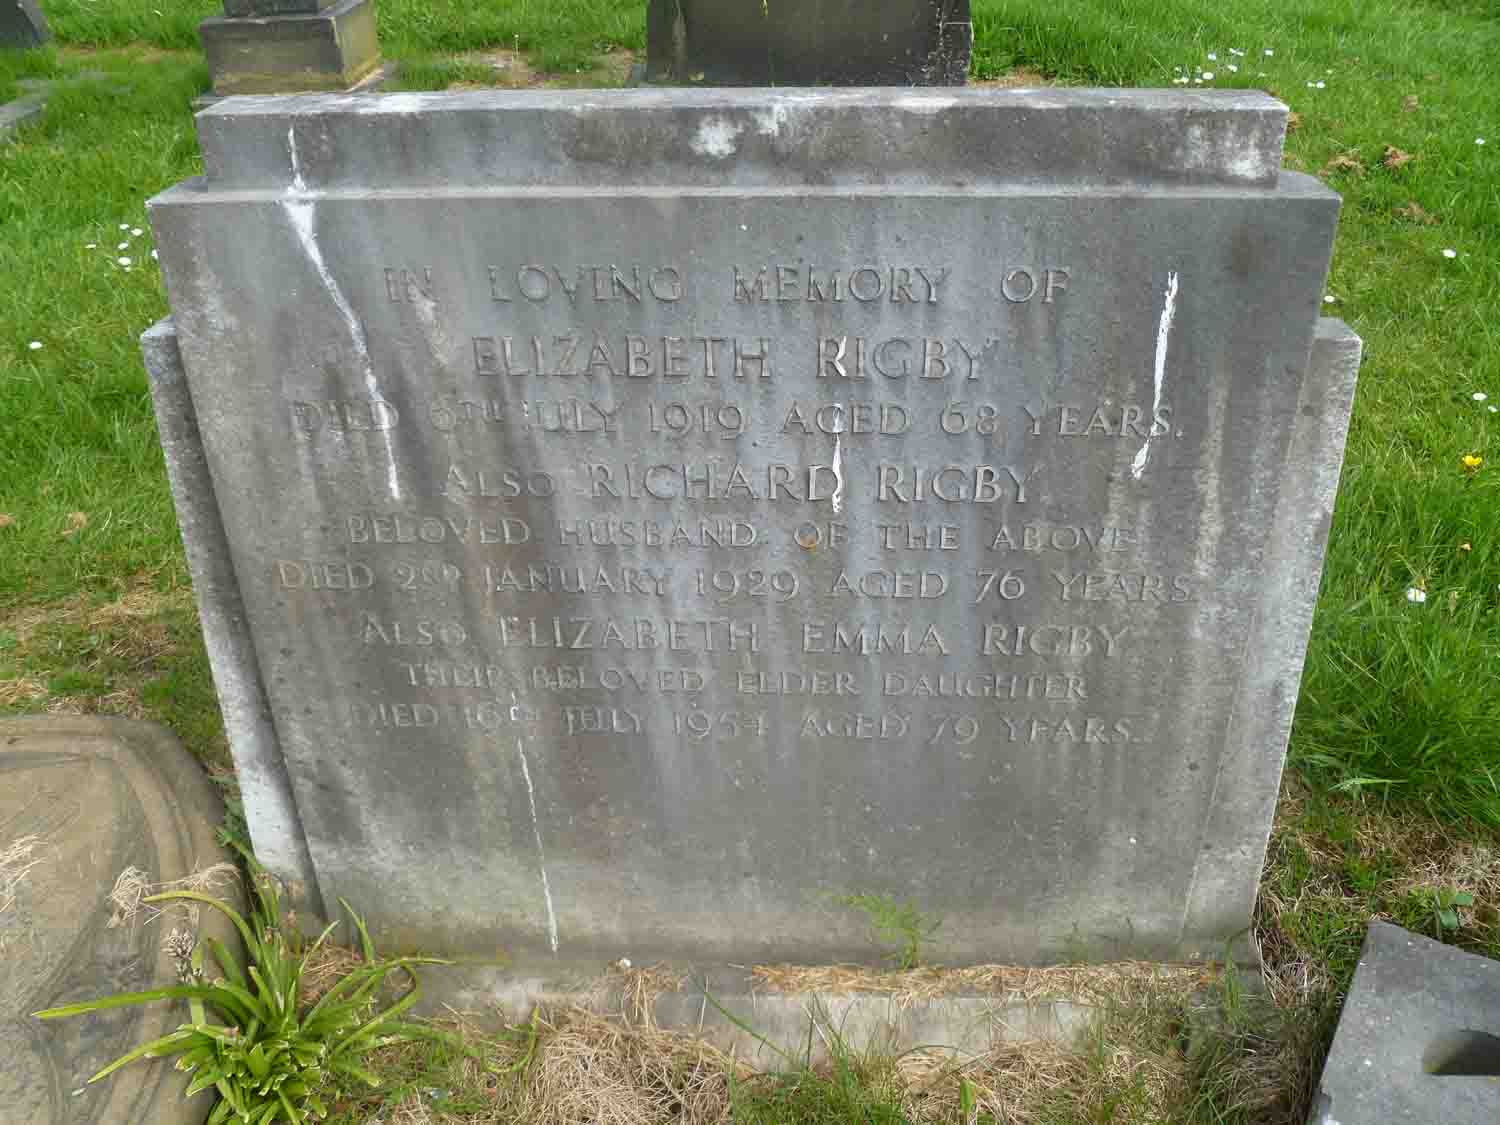 IN LOVING MEMORY OF
ELIZABETH RIGBY
DIED 6TH JULY 1919 AGED 68 YEARS.
ALSO RICHARD RIGBY
BELOVED HUSBAND OF THE ABOVE
DIED 2ND JANUARY 1929 AGED 76 YEARS.
ALSO ELIZABETH EMMA RIGBY
THEIR BELOVED ELDER DAUGHTER
DIED 16TH JULY 1954 AGED 79 YEARS.